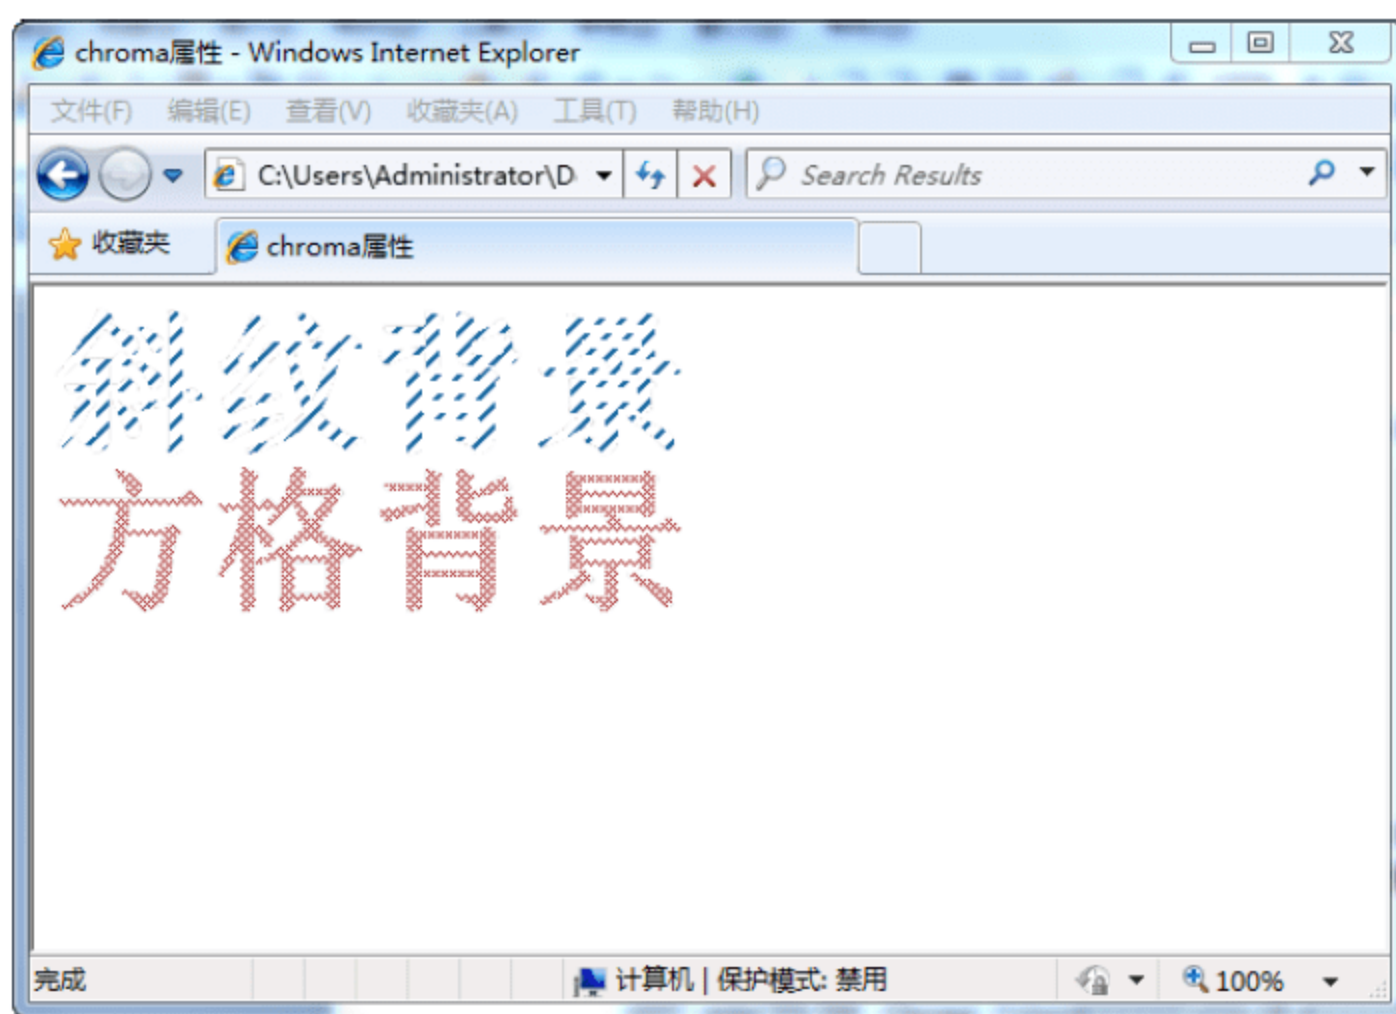 chroma属性 - Windows Internet Explorer
文件(F) 编辑(E) 查看(V) 收藏夹(A) 工具(T) 帮助(H)
C:\Users\Administrator\D Search Results
收藏夹 chroma属性
斜纹背景
方格背景
完成 计算机 | 保护模式: 禁用 100%